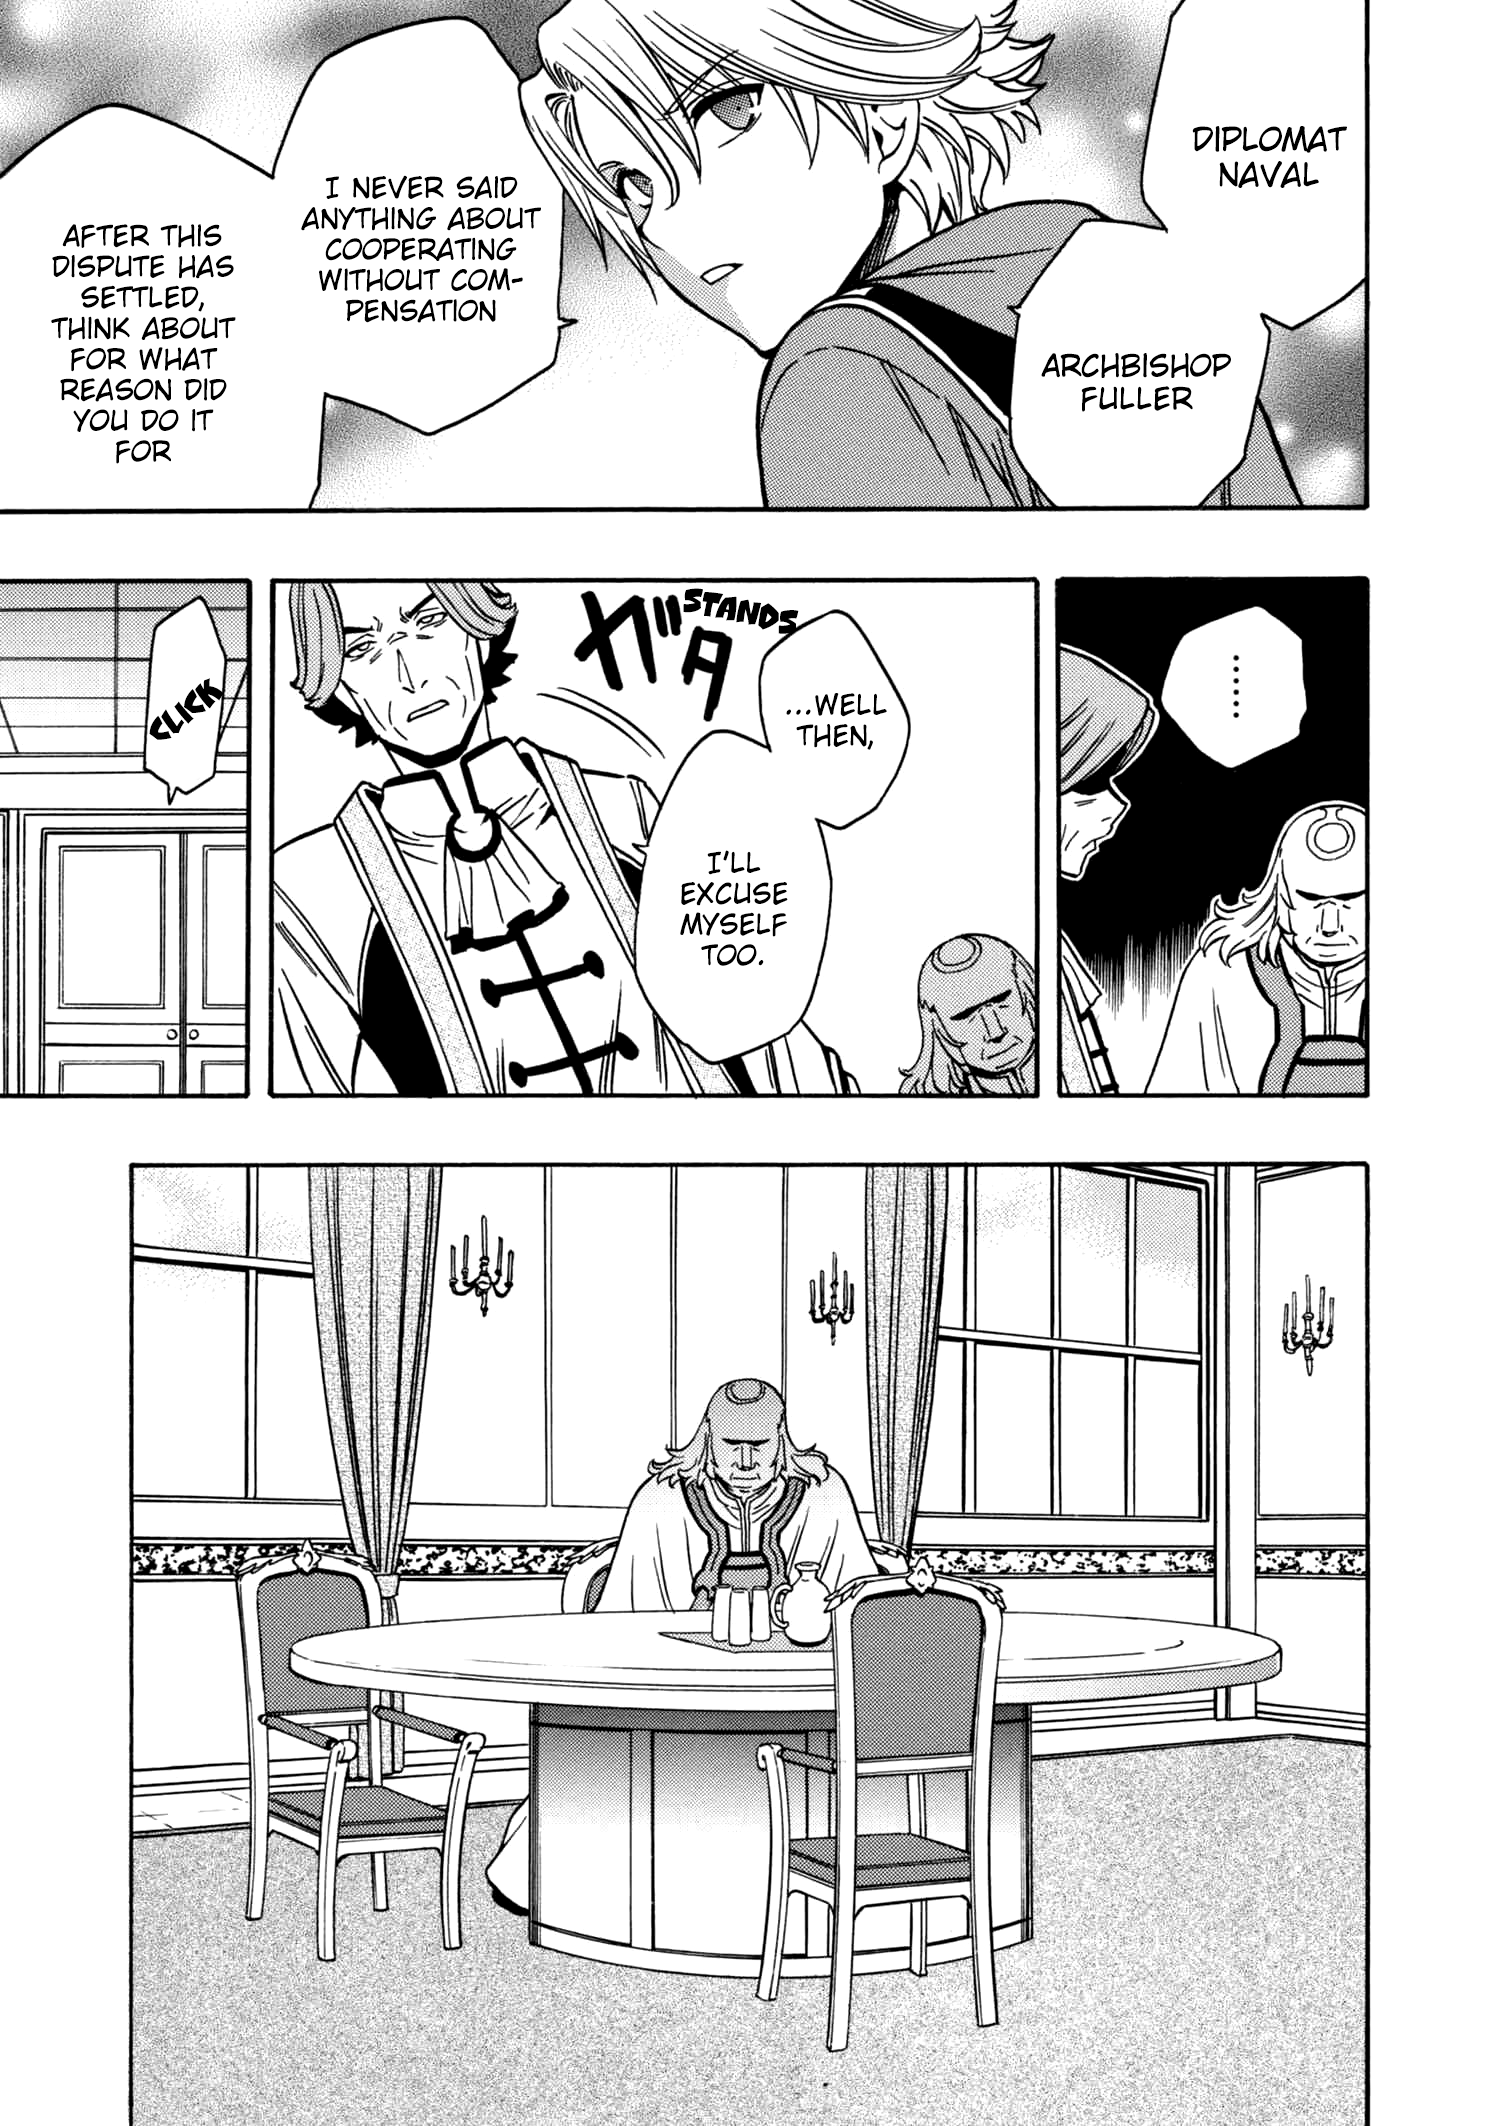 DIPLOMAT
NAVAL
ARCHBISHOP
FULLER
I NEVER SAID
ANYTHING ABOUT
COOPERATING
WITHOUT COM-
PENSATION
AFTER THIS
DISPUTE HAS
SETTLED,
THINK ABOUT
FOR WHAT
REASON DID
YOU DO IT
FOR
.......
ガタ
STANDS
...WELL
THEN,
I'LL
EXCUSE
MYSELF
TOO.
CLICK